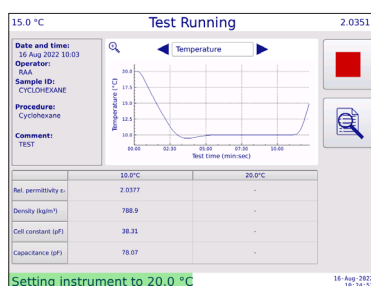 15.0 °C
Test Running
2.0351
Date and time:
16 Aug 2022 10:03
Operator:
RAA
Sample ID:
CYCLOHEXANE
Procedure:
Cyclohexane
Comment:
TEST
Temperature
Temperature (°C)
20.0
17.5
15.0
12.5
10.0
00:00 02:30 05:00 07:30 10:00
Test time (min:sec)
10.0°C 20.0°C
Rel. permittivity εᵣ 2.0377 -
Density (kg/m³) 788.9 -
Cell constant (pF) 38.31 -
Capacitance (pF) 78.07 -
Setting instrument to 20.0 °C
16-Aug-2022